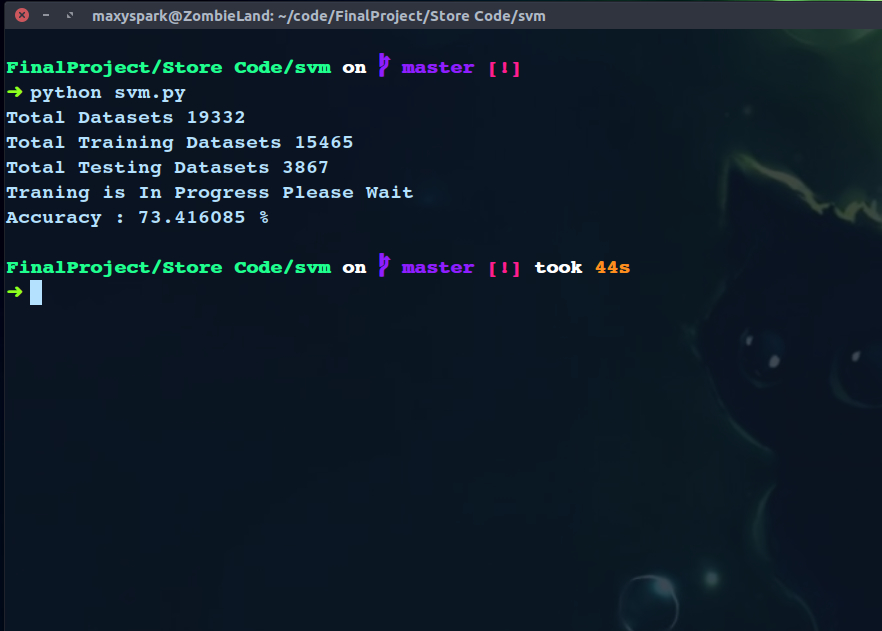 maxyspark@ZombieLand: ~/code/FinalProject/Store Code/svm
FinalProject/Store Code/svm on master [!]
➜ python svm.py
Total Datasets 19332
Total Training Datasets 15465
Total Testing Datasets 3867
Traning is In Progress Please Wait
Accuracy : 73.416085 %
FinalProject/Store Code/svm on master [!] took 44s
➜